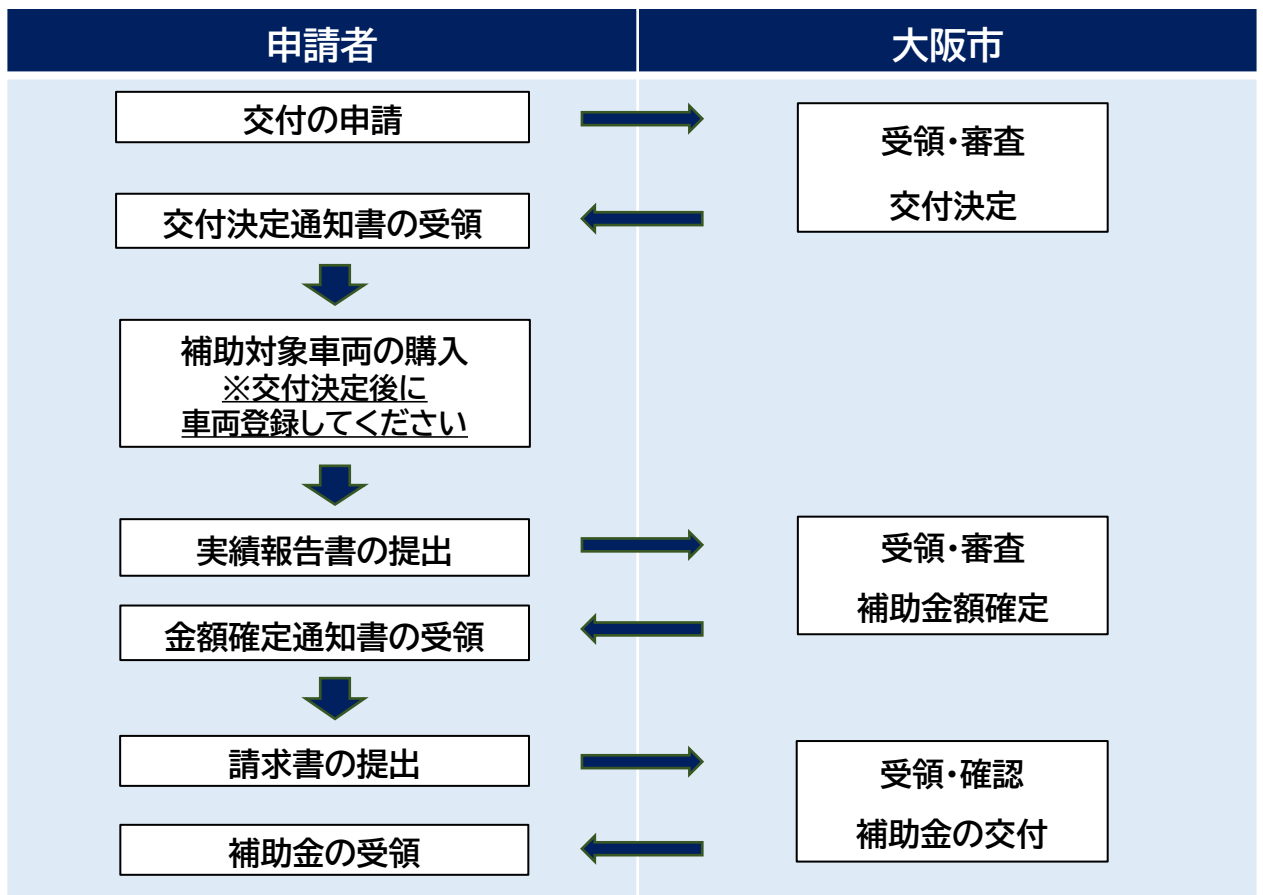 申請者
大阪市
交付の申請
受領・審査
交付決定
交付決定通知書の受領
補助対象車両の購入
※交付決定後に
車両登録してください
実績報告書の提出
受領・審査
補助金額確定
金額確定通知書の受領
請求書の提出
受領・確認
補助金の交付
補助金の受領